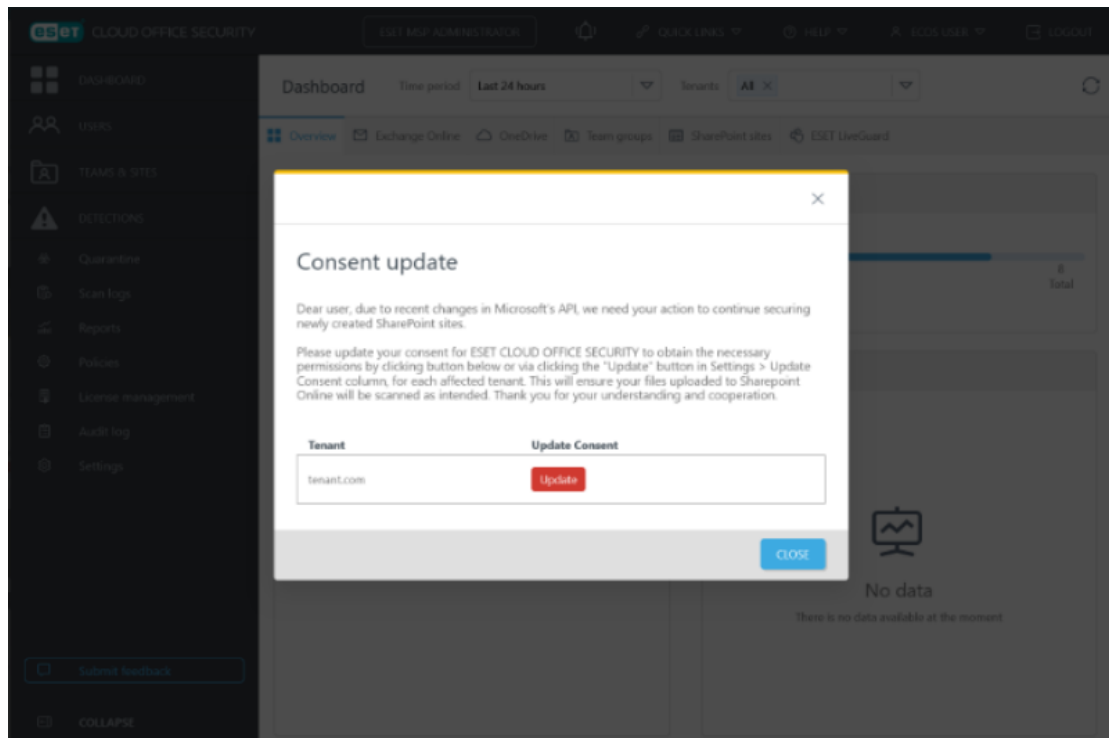 eset CLOUD OFFICE SECURITY
ESET MSP ADMINISTRATOR
QUICK LINKS
HELP
ECOS USER
LOGOUT
DASHBOARD
USERS
TEAMS & SITES
DETECTIONS
Quarantine
Scan logs
Reports
Policies
License management
Audit log
Settings
Submit feedback
COLLAPSE
Dashboard
Time period
Last 24 hours
Tenants
All
Overview
Exchange Online
OneDrive
Team groups
SharePoint sites
ESET LiveGuard
Total
Consent update
Dear user, due to recent changes in Microsoft's API, we need your action to continue securing
newly created SharePoint sites.
Please update your consent for ESET CLOUD OFFICE SECURITY to obtain the necessary
permissions by clicking button below or via clicking the "Update" button in Settings > Update
Consent column, for each affected tenant. This will ensure your files uploaded to Sharepoint
Online will be scanned as intended. Thank you for your understanding and cooperation.
Tenant
Update Consent
tenant.com
Update
CLOSE
No data
There is no data available at the moment